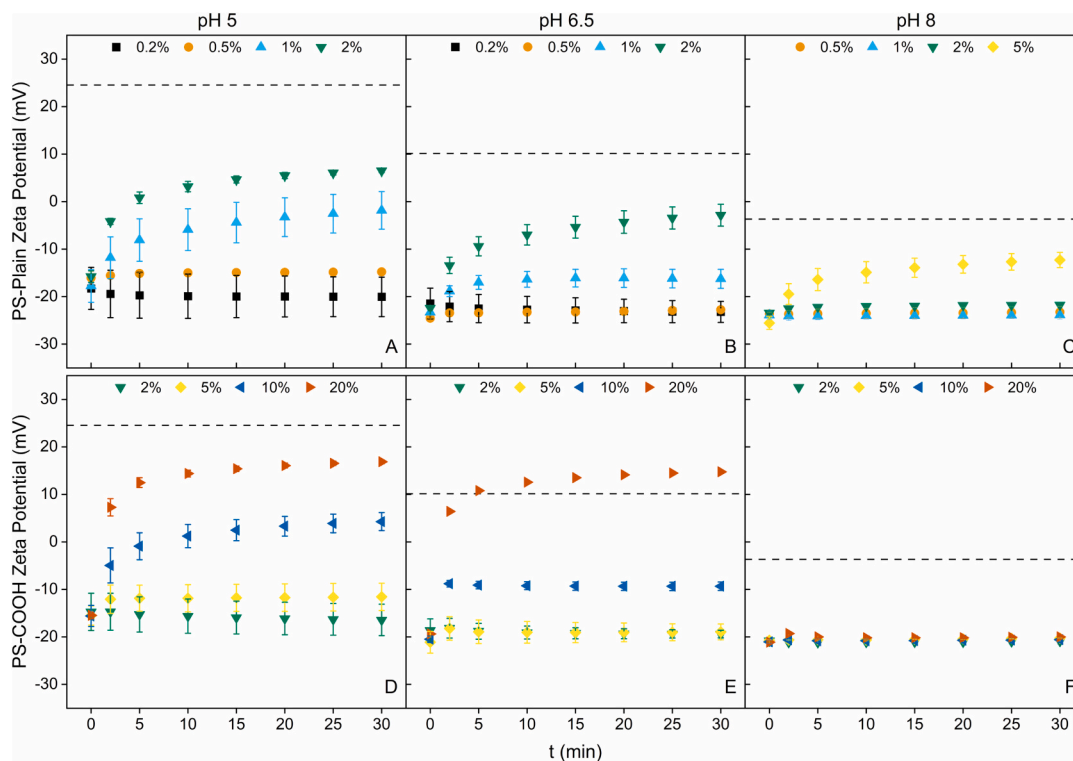 pH 5 pH 6.5 pH 8
0.2% 0.5% 1% 2% 0.2% 0.5% 1% 2% 0.5% 1% 2% 5%
PS-Plain Zeta Potential (mV)
30
20
10
0
-10
-20
-30
A B C
2% 5% 10% 20% 2% 5% 10% 20% 2% 5% 10% 20%
PS-COOH Zeta Potential (mV)
30
20
10
0
-10
-20
-30
D E F
0 5 10 15 20 25 30 0 5 10 15 20 25 30 0 5 10 15 20 25 30
t (min)